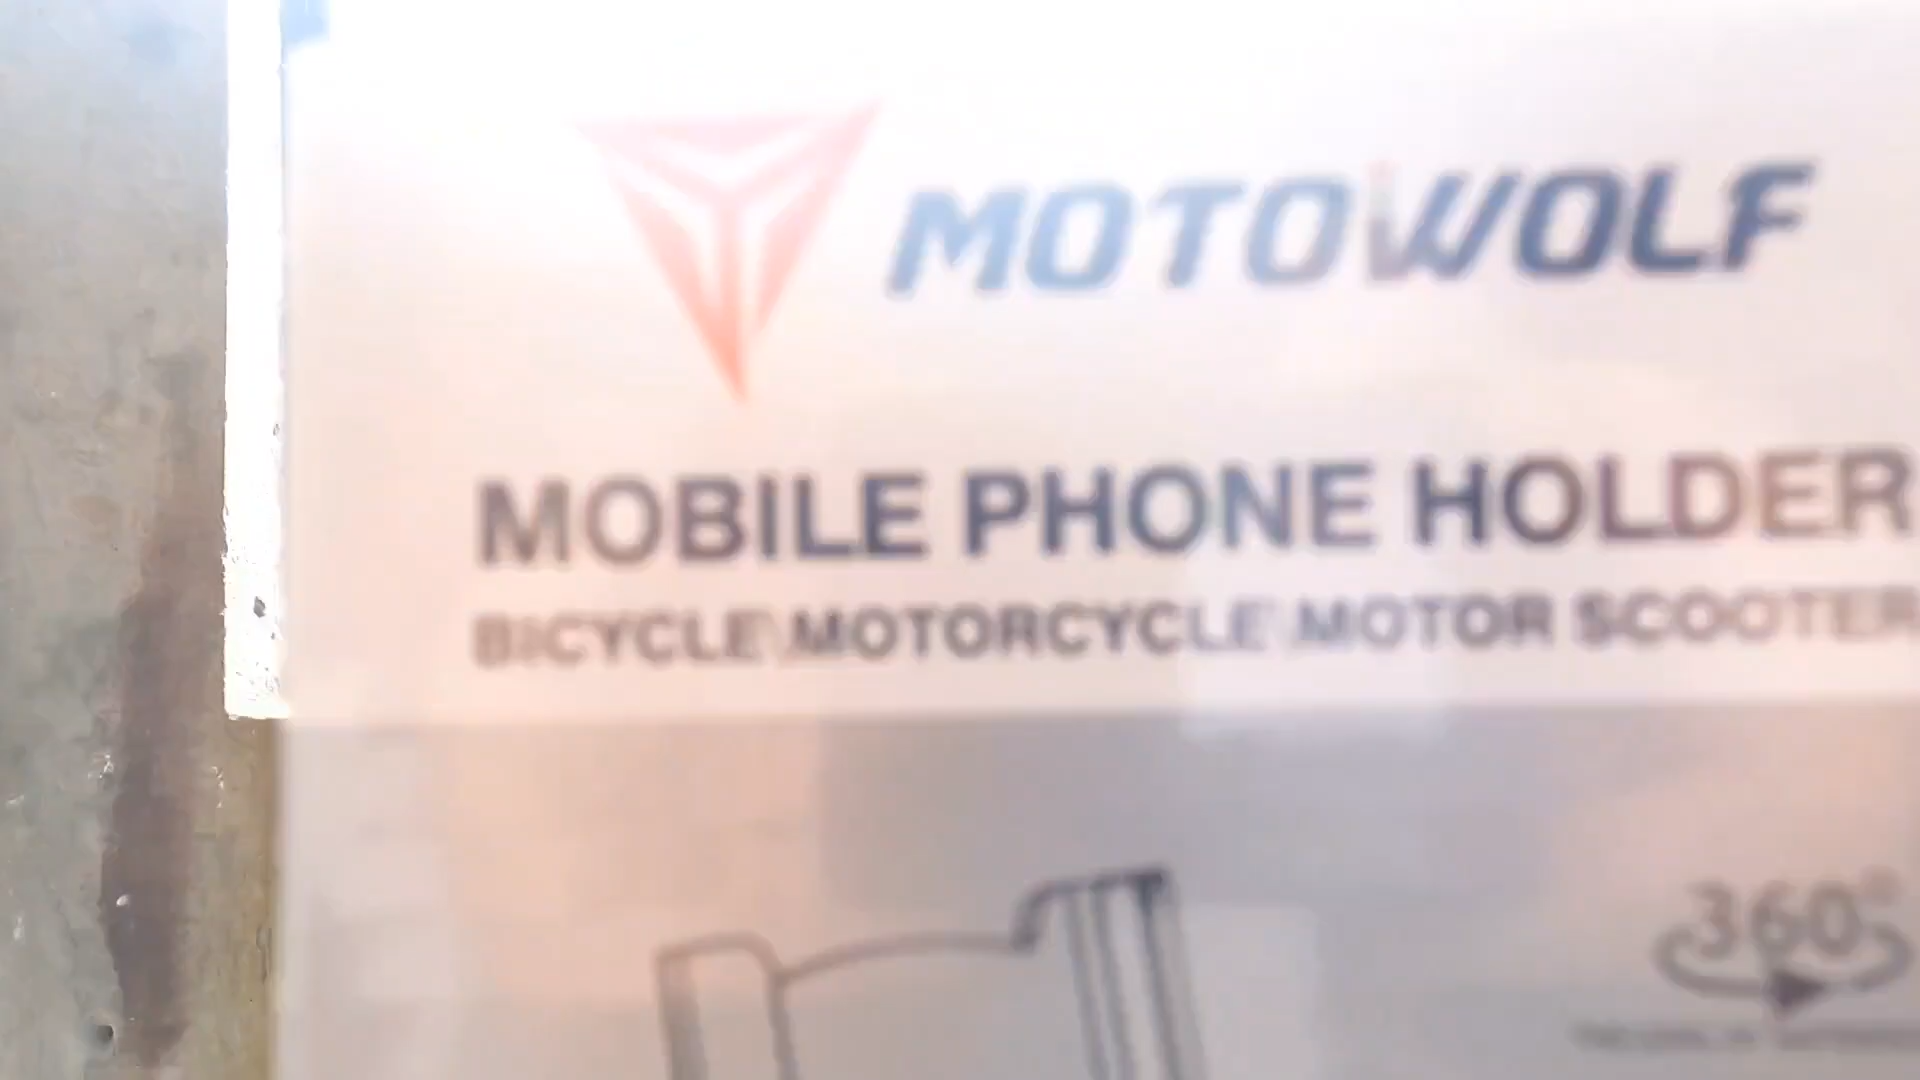 MOTOWOLF
MOBILE PHONE HOLDER
BICYCLE\MOTORCYCLE\MOTOR SCOOTER
360°